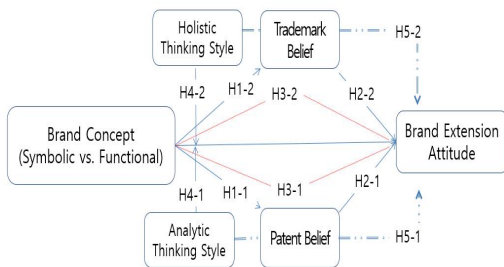 Holistic
Thinking Style
Trademark
Belief
H5-2
H4-2
H1-2
H3-2
H2-2
Brand Concept
(Symbolic vs. Functional)
Brand Extension
Attitude
H4-1
H1-1
H3-1
H2-1
Analytic
Thinking Style
Patent Belief
H5-1